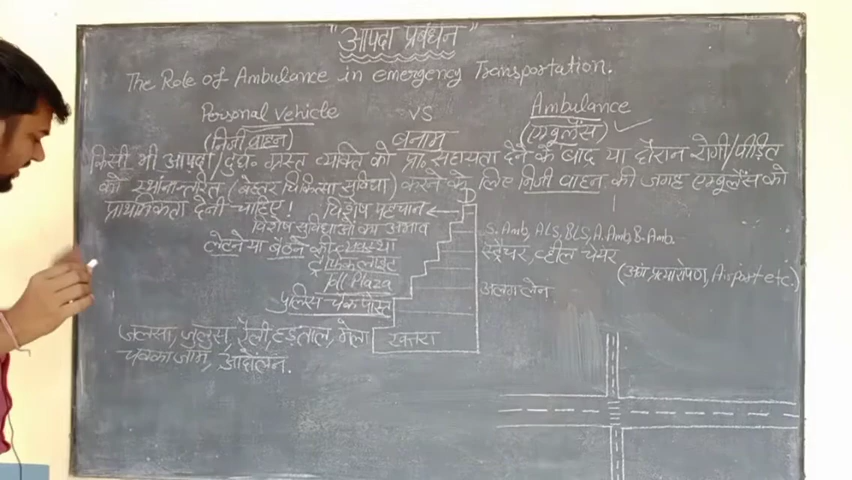 "आपदा प्रबंधन"
The Role of Ambulance in emergency Transportation.
Personal vehicle VS Ambulance
(निजी वाहन) बनाम (एम्बुलेंस)
किसी भी आपदा/दुर्घ० ग्रस्त व्यक्ति को प्रा० सहायता देने के बाद या दौरान रोगी/पीड़ित
को स्थानान्तरित (बेहतर चिकित्सा सुविधा) करने के लिए निजी वाहन की जगह एम्बुलेंस को
प्राथमिकता देनी चाहिए! विशेष पहचान
विशेष सुविधाओं का अभाव S. Amb, ALS, BLS, A. Amb, B. Amb.
लेटने या बैठने की व्यवस्था स्ट्रेचर, व्हील चेयर
ट्रैफिक लाइट (अंग प्रत्यारोपण, Airport etc.)
Toll Plaza अलग लेन
पुलिस चेक पोस्ट
जलसा, जुलुस, रैली, हड़ताल, मेला खतरा
चक्का जाम, आंदोलन.